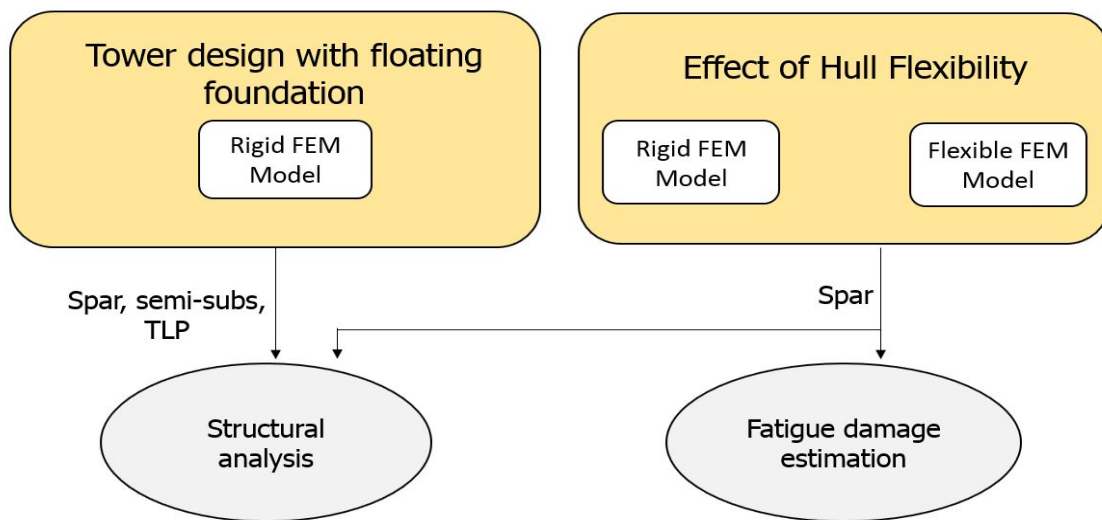 Tower design with floating
foundation
Rigid FEM
Model
Effect of Hull Flexibility
Rigid FEM
Model
Flexible FEM
Model
Spar, semi-subs,
TLP
Spar
Structural
analysis
Fatigue damage
estimation